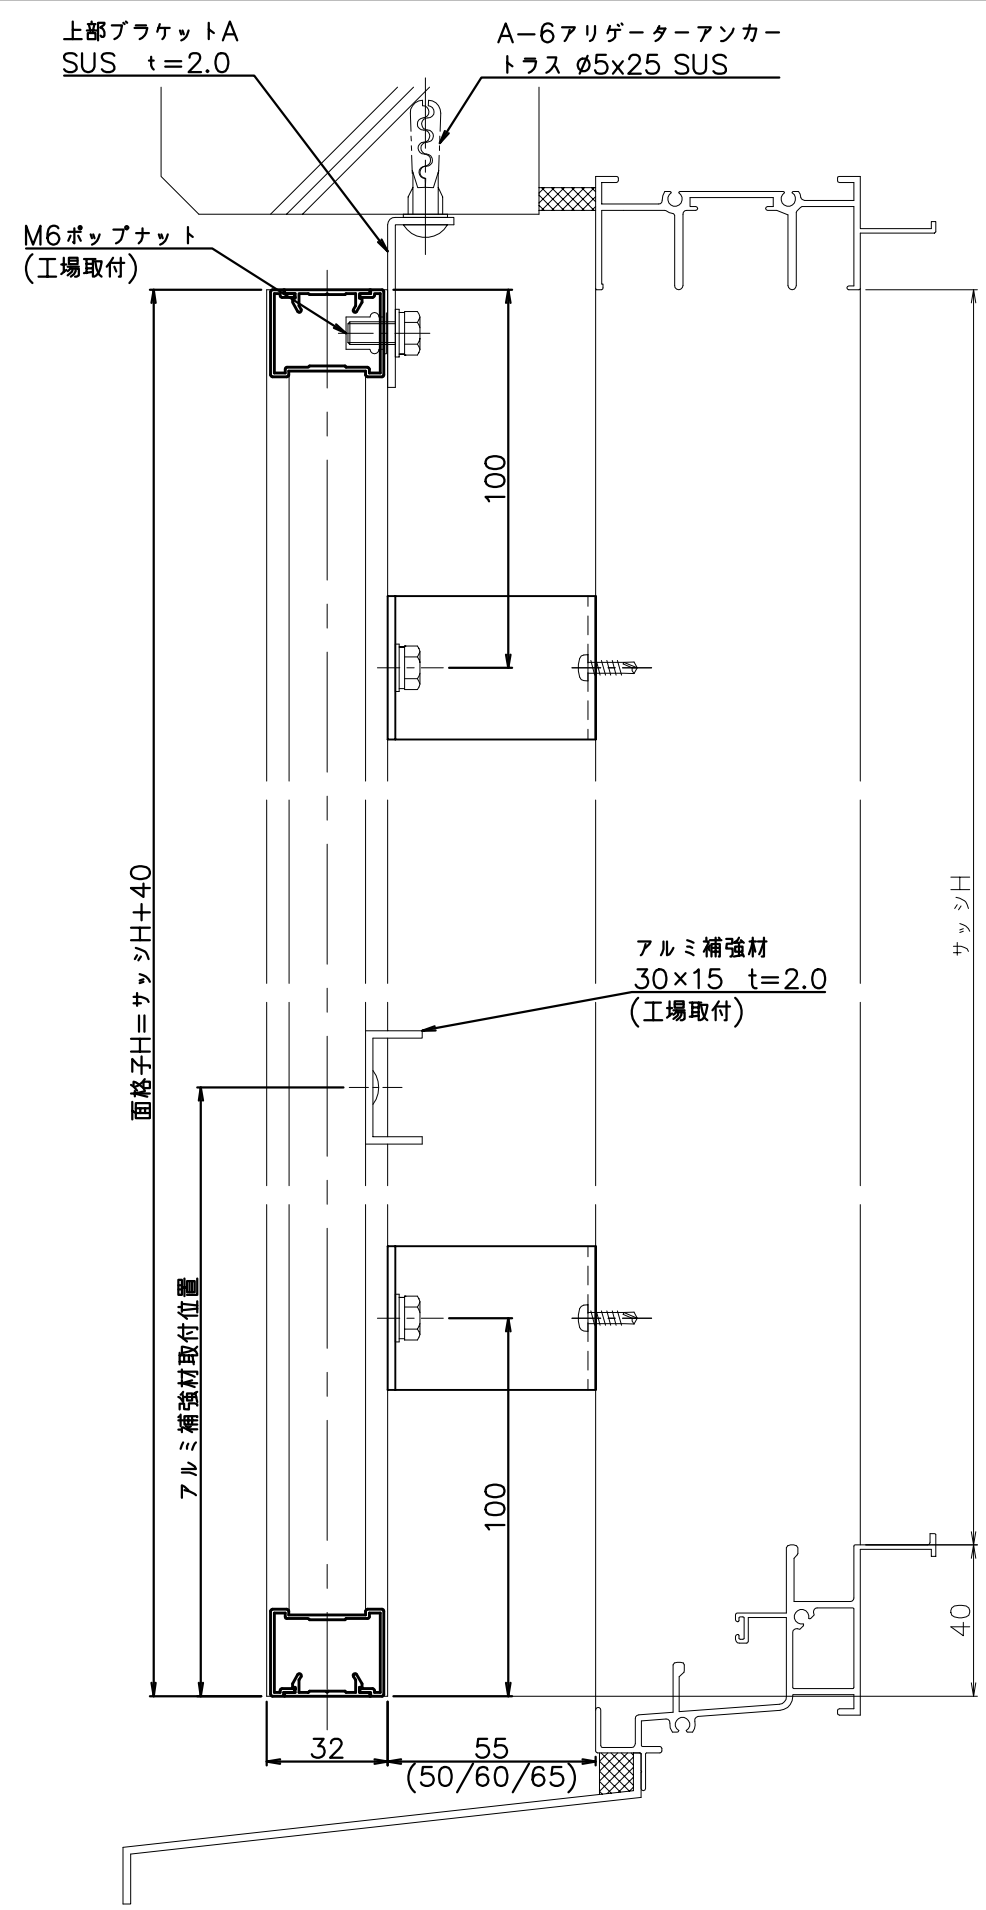 上部ブラケットA
SUS t=2.0
A-6アリゲーターアンカー
トラス Ø5x25 SUS
M6ポップナット
(工場取付)
100
面格子H=サッシH+40
サッシH
アルミ補強材
30×15 t=2.0
(工場取付)
アルミ補強材取付位置
100
40
32
55
(50/60/65)